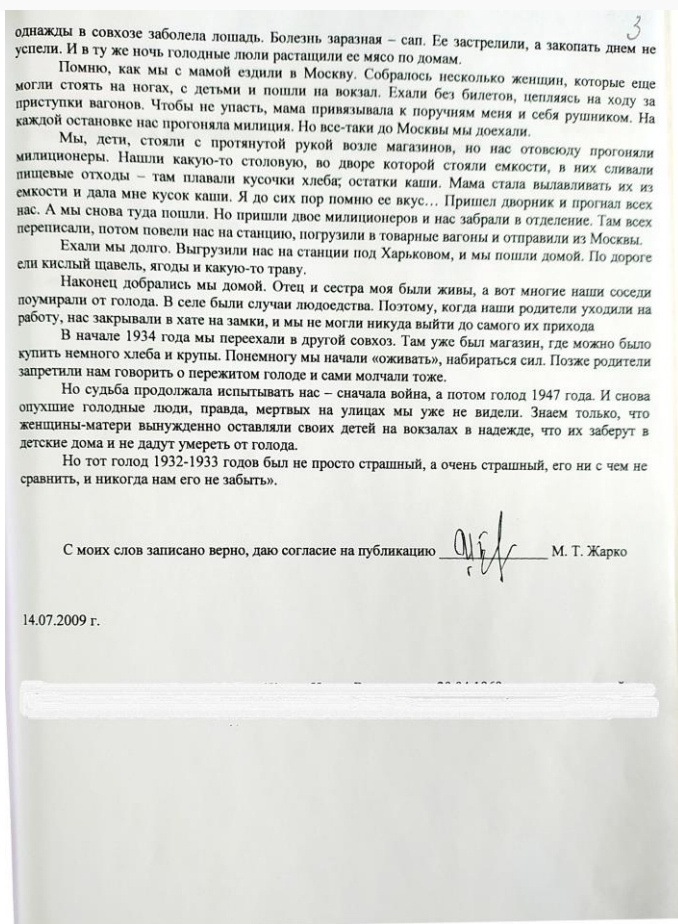 3
однажды в совхозе заболела лошадь. Болезнь заразная – сап. Ее застрелили, а закопать днем не
успели. И в ту же ночь голодные люли растащили ее мясо по домам.
Помню, как мы с мамой ездили в Москву. Собралось несколько женщин, которые еще
могли стоять на ногах, с детьми и пошли на вокзал. Ехали без билетов, цепляясь на ходу за
приступки вагонов. Чтобы не упасть, мама привязывала к поручням меня и себя рушником. На
каждой остановке нас прогоняла милиция. Но все-таки до Москвы мы доехали.
Мы, дети, стояли с протянутой рукой возле магазинов, но нас отовсюду прогоняли
милиционеры. Нашли какую-то столовую, во дворе которой стояли емкости, в них сливали
пищевые отходы – там плавали кусочки хлеба; остатки каши. Мама стала вылавливать их из
емкости и дала мне кусок каши. Я до сих пор помню ее вкус… Пришел дворник и прогнал всех
нас. А мы снова туда пошли. Но пришли двое милиционеров и нас забрали в отделение. Там всех
переписали, потом повели нас на станцию, погрузили в товарные вагоны и отправили из Москвы.
Ехали мы долго. Выгрузили нас на станции под Харьковом, и мы пошли домой. По дороге
ели кислый щавель, ягоды и какую-то траву.
Наконец добрались мы домой. Отец и сестра моя были живы, а вот многие наши соседи
поумирали от голода. В селе были случаи людоедства. Поэтому, когда наши родители уходили на
работу, нас закрывали в хате на замки, и мы не могли никуда выйти до самого их прихода
В начале 1934 года мы переехали в другой совхоз. Там уже был магазин, где можно было
купить немного хлеба и крупы. Понемногу мы начали «оживать», набираться сил. Позже родители
запретили нам говорить о пережитом голоде и сами молчали тоже.
Но судьба продолжала испытывать нас – сначала война, а потом голод 1947 года. И снова
опухшие голодные люди, правда, мертвых на улицах мы уже не видели. Знаем только, что
женщины-матери вынужденно оставляли своих детей на вокзалах в надежде, что их заберут в
детские дома и не дадут умереть от голода.
Но тот голод 1932-1933 годов был не просто страшный, а очень страшный, его ни с чем не
сравнить, и никогда нам его не забыть».
С моих слов записано верно, даю согласие на публикацию М. Т. Жарко
14.07.2009 г.